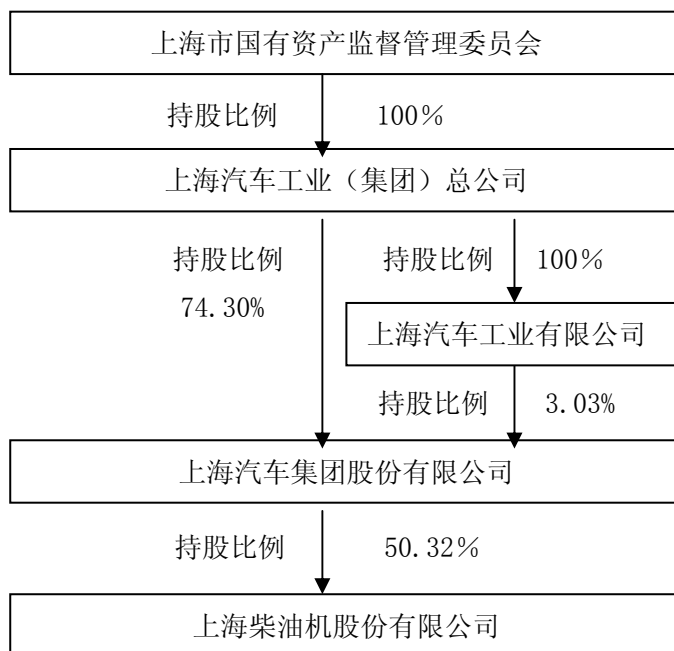 上海市国有资产监督管理委员会
持股比例 100％
上海汽车工业（集团）总公司
持股比例
74.30%
持股比例 100％
上海汽车工业有限公司
持股比例 3.03%
上海汽车集团股份有限公司
持股比例 50.32％
上海柴油机股份有限公司